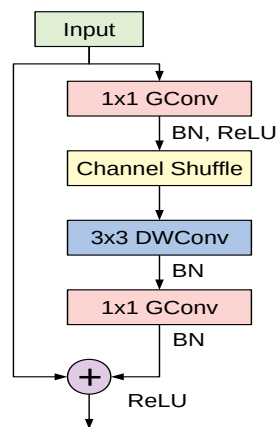 Input
1x1 GConv
BN, ReLU
Channel Shuffle
3x3 DWConv
BN
1x1 GConv
BN
+
ReLU